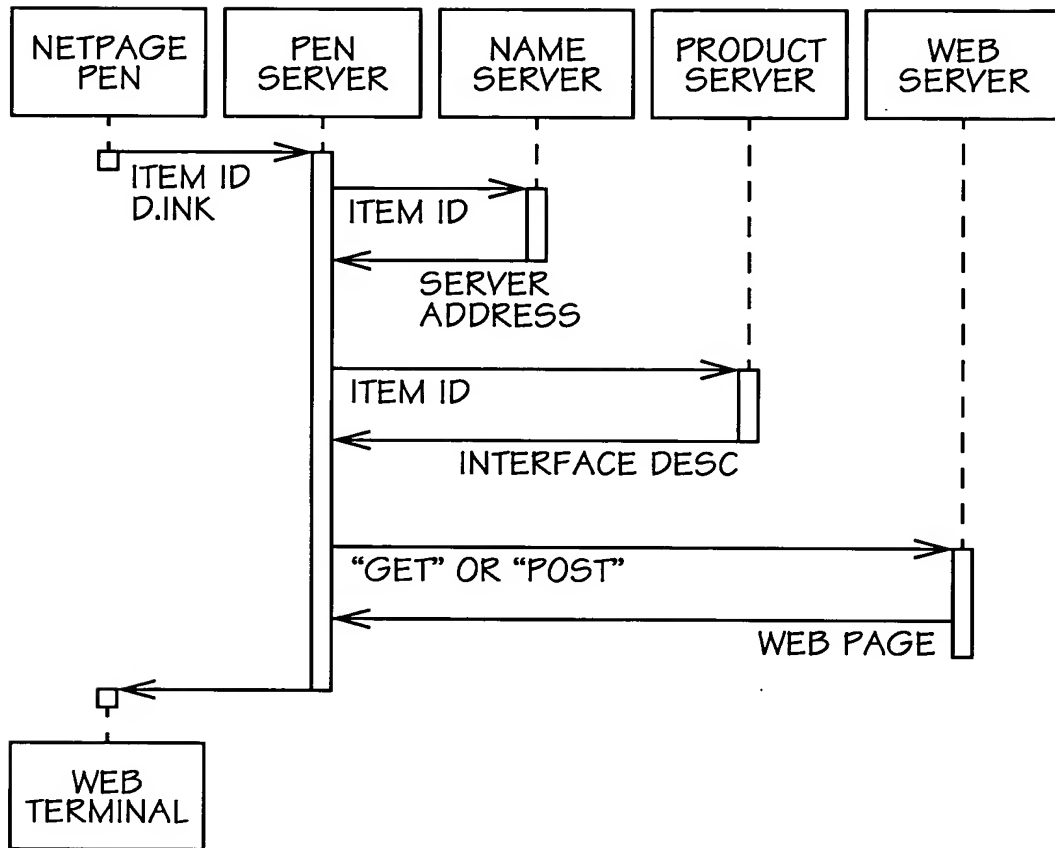 NETPAGE
PEN
PEN
SERVER
NAME
SERVER
PRODUCT
SERVER
WEB
SERVER
ITEM ID
D.INK
ITEM ID
SERVER
ADDRESS
ITEM ID
INTERFACE DESC
“GET” OR “POST”
WEB PAGE
WEB
TERMINAL